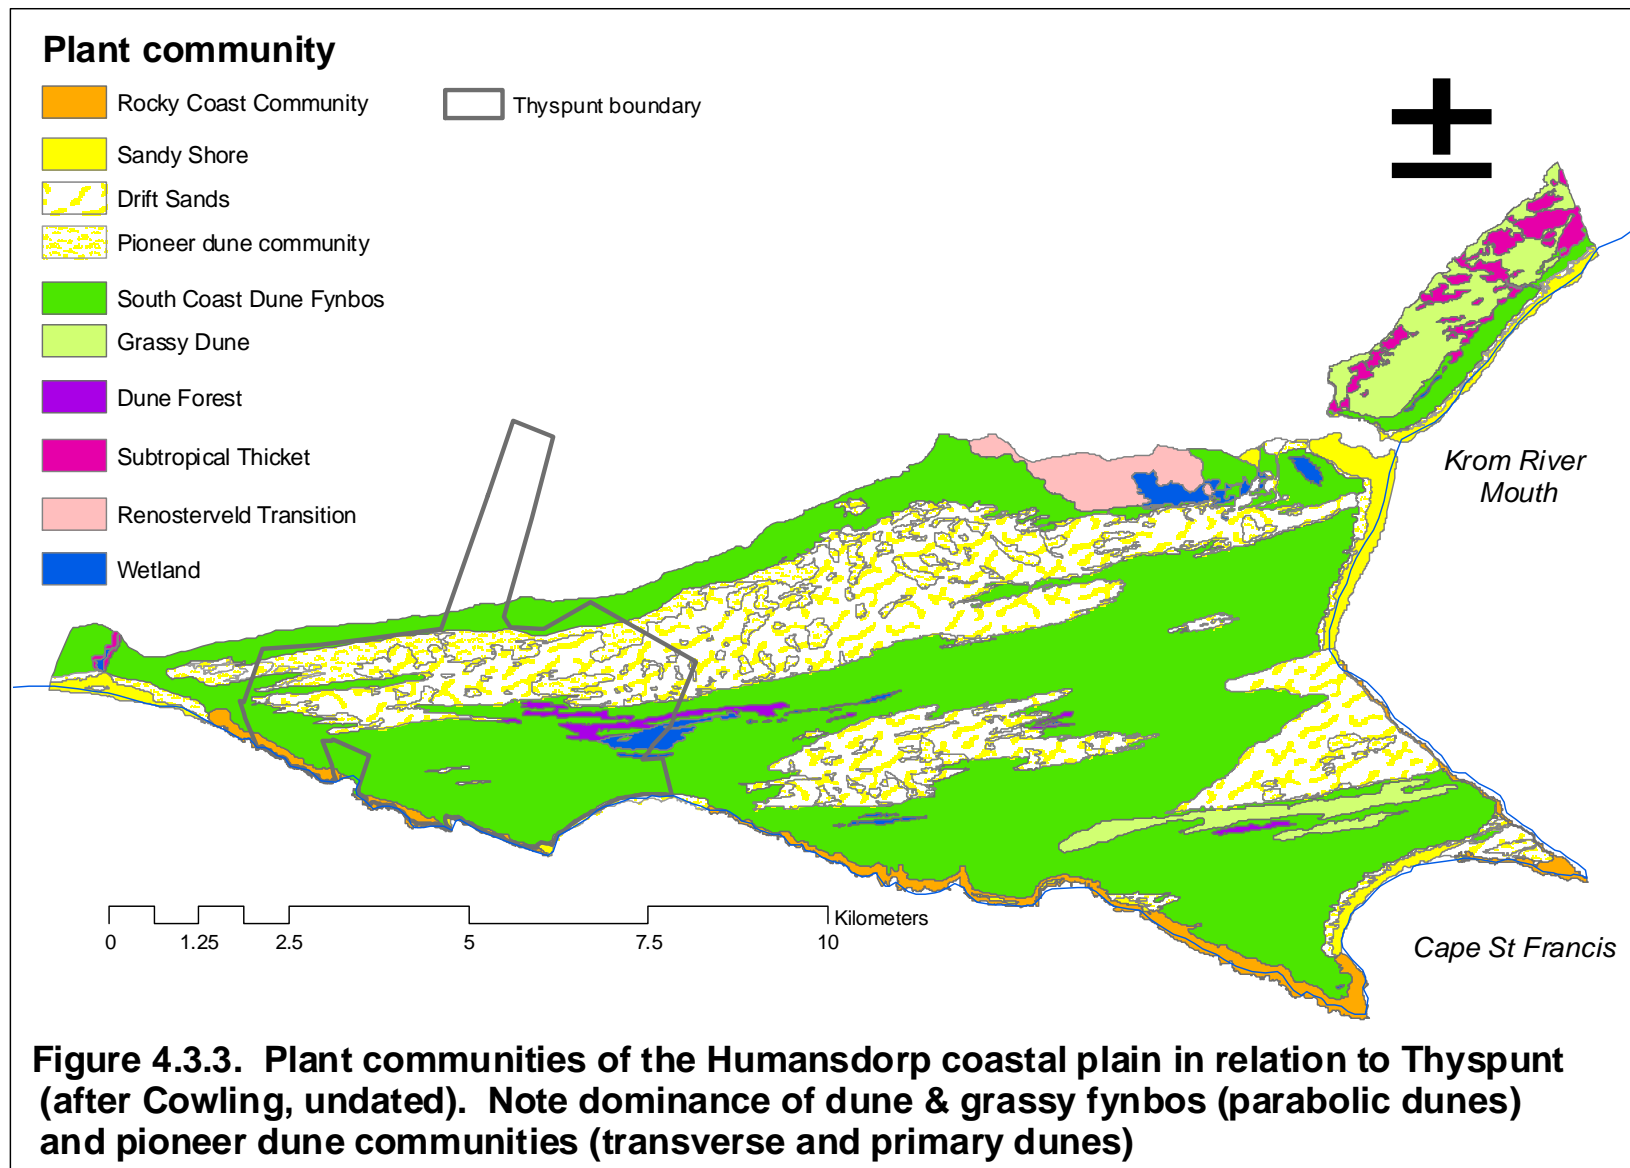 Plant community
Rocky Coast Community
Thyspunt boundary
Sandy Shore
Drift Sands
Pioneer dune community
South Coast Dune Fynbos
Grassy Dune
Dune Forest
Subtropical Thicket
Renosterveld Transition
Wetland
±
Krom River
Mouth
Cape St Francis
Kilometers
0 1.25 2.5 5 7.5 10
Figure 4.3.3. Plant communities of the Humansdorp coastal plain in relation to Thyspunt
(after Cowling, undated). Note dominance of dune & grassy fynbos (parabolic dunes)
and pioneer dune communities (transverse and primary dunes)